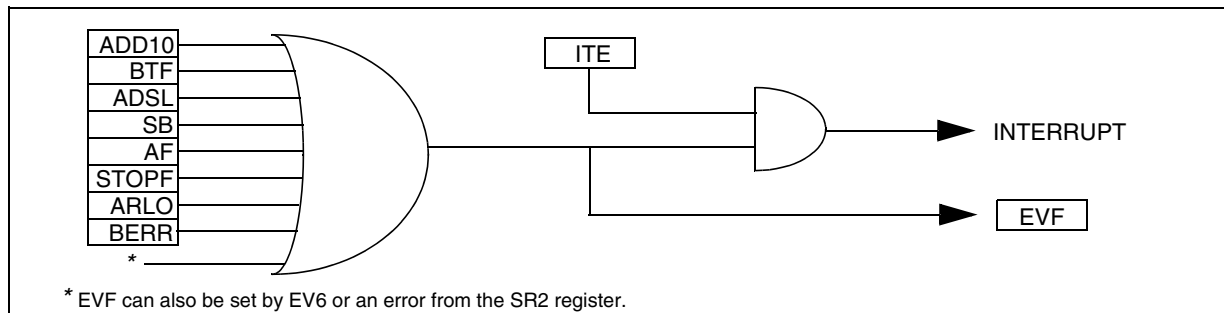 ADD10
BTF
ADSL
SB
AF
STOPF
ARLO
BERR
*
ITE
INTERRUPT
EVF
* EVF can also be set by EV6 or an error from the SR2 register.